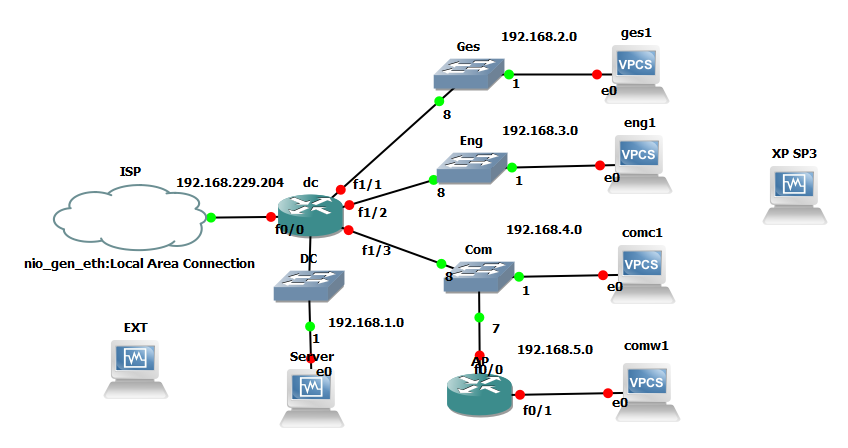 ges1
192.168.2.0
Ges
VPCS
1
e0
8
eng1
192.168.3.0
Eng
VPCS
XP SP3
ISP
1
e0
192.168.229.204
dc
f1/1
8
f1/2
f0/0
192.168.4.0
comc1
f1/3
Com
nio_gen_eth:Local Area Connection
DC
VPCS
8
1
e0
192.168.1.0
7
EXT
1
192.168.5.0
comw1
Server
AP
f0/0
e0
VPCS
f0/1
e0